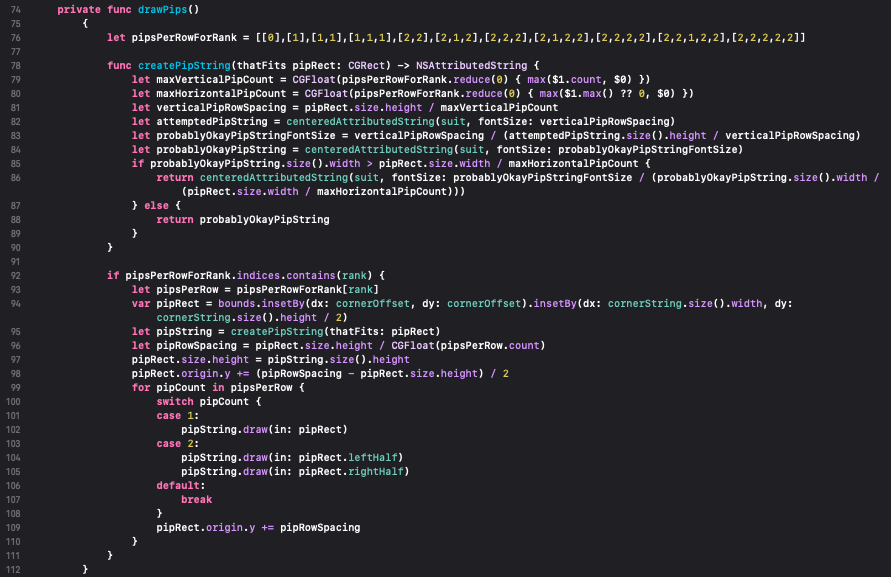 74 private func drawPips()
75 {
76 let pipsPerRowForRank = [[0],[1],[1,1],[1,1,1],[2,2],[2,1,2],[2,2,2],[2,1,2,2],[2,2,2,2],[2,2,1,2,2],[2,2,2,2,2]]
77
78 func createPipString(thatFits pipRect: CGRect) -> NSAttributedString {
79 let maxVerticalPipCount = CGFloat(pipsPerRowForRank.reduce(0) { max($1.count, $0) })
80 let maxHorizontalPipCount = CGFloat(pipsPerRowForRank.reduce(0) { max($1.max() ?? 0, $0) })
81 let verticalPipRowSpacing = pipRect.size.height / maxVerticalPipCount
82 let attemptedPipString = centeredAttributedString(suit, fontSize: verticalPipRowSpacing)
83 let probablyOkayPipStringFontSize = verticalPipRowSpacing / (attemptedPipString.size().height / verticalPipRowSpacing)
84 let probablyOkayPipString = centeredAttributedString(suit, fontSize: probablyOkayPipStringFontSize)
85 if probablyOkayPipString.size().width > pipRect.size.width / maxHorizontalPipCount {
86 return centeredAttributedString(suit, fontSize: probablyOkayPipStringFontSize / (probablyOkayPipString.size().width /
(pipRect.size.width / maxHorizontalPipCount)))
87 } else {
88 return probablyOkayPipString
89 }
90 }
91
92 if pipsPerRowForRank.indices.contains(rank) {
93 let pipsPerRow = pipsPerRowForRank[rank]
94 var pipRect = bounds.insetBy(dx: cornerOffset, dy: cornerOffset).insetBy(dx: cornerString.size().width, dy:
cornerString.size().height / 2)
95 let pipString = createPipString(thatFits: pipRect)
96 let pipRowSpacing = pipRect.size.height / CGFloat(pipsPerRow.count)
97 pipRect.size.height = pipString.size().height
98 pipRect.origin.y += (pipRowSpacing - pipRect.size.height) / 2
99 for pipCount in pipsPerRow {
100 switch pipCount {
101 case 1:
102 pipString.draw(in: pipRect)
103 case 2:
104 pipString.draw(in: pipRect.leftHalf)
105 pipString.draw(in: pipRect.rightHalf)
106 default:
107 break
108 }
109 pipRect.origin.y += pipRowSpacing
110 }
111 }
112 }